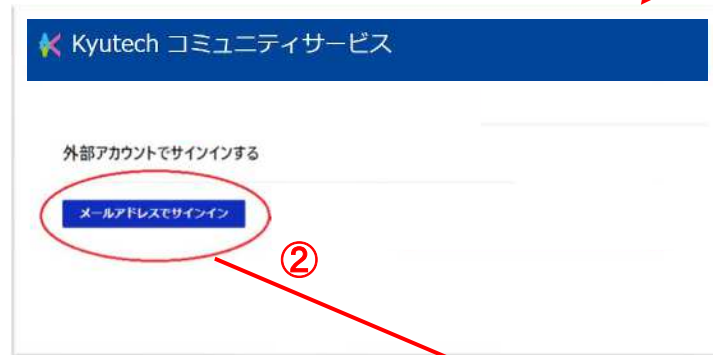 Kyutech コミュニティサービス
外部アカウントでサインインする
メールアドレスでサインイン
②